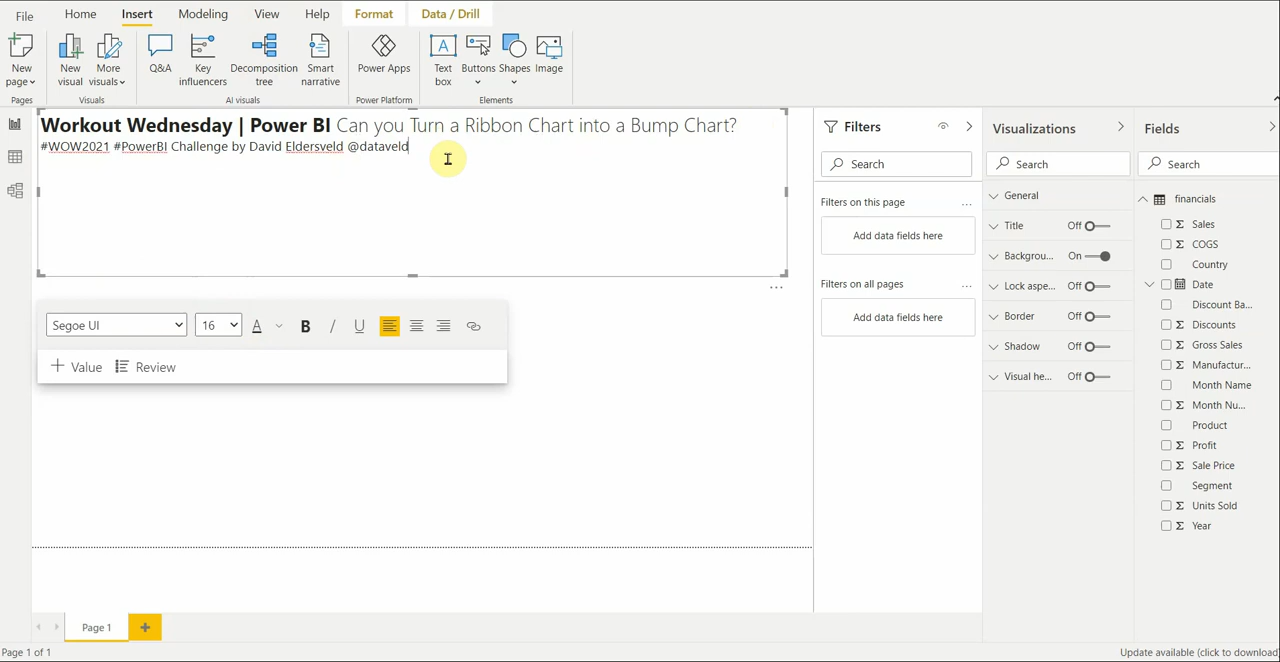 File
Home
Insert
Modeling
View
Help
Format
Data / Drill
New page
New visual
More visuals
Q&A
Key influencers
Decomposition tree
Smart narrative
Power Apps
Text box
Buttons
Shapes
Image
Pages
Visuals
AI visuals
Power Platform
Elements
Workout Wednesday | Power BI Can you Turn a Ribbon Chart into a Bump Chart?
#WOW2021 #PowerBI Challenge by David Eldersveld @dataveld
Segoe UI
16
A
B
I
U
Value
Review
Filters
Search
Filters on this page
Add data fields here
Filters on all pages
Add data fields here
Visualizations
Search
General
Title Off
Backgrou... On
Lock aspe... Off
Border Off
Shadow Off
Visual he... Off
Fields
Search
financials
Sales
COGS
Country
Date
Discount Ba...
Discounts
Gross Sales
Manufactur...
Month Name
Month Nu...
Product
Profit
Sale Price
Segment
Units Sold
Year
Page 1
Page 1 of 1
Update available (click to download